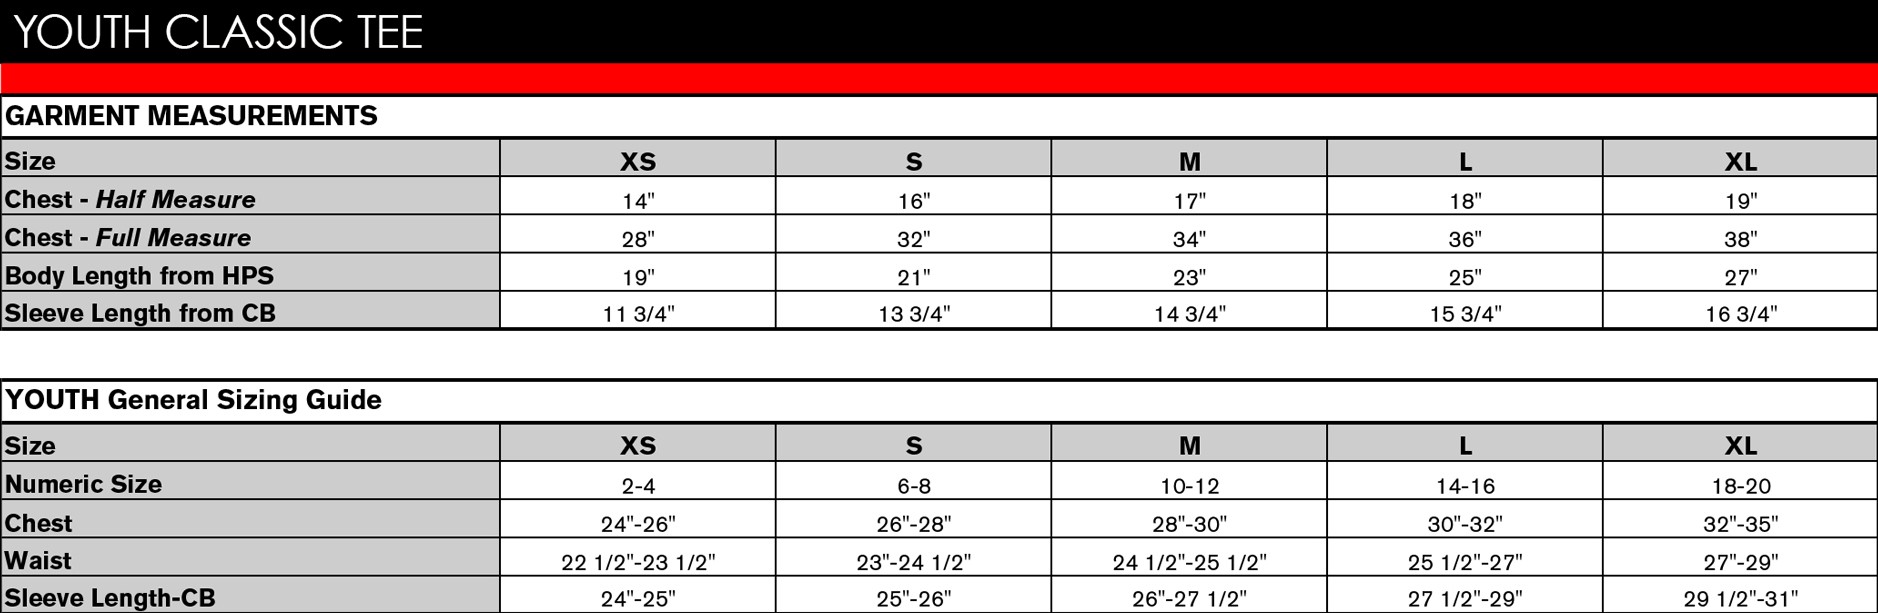 YOUTH CLASSIC TEE
GARMENT MEASUREMENTS
Size XS S M L XL
Chest - Half Measure 14" 16" 17" 18" 19"
Chest - Full Measure 28" 32" 34" 36" 38"
Body Length from HPS 19" 21" 23" 25" 27"
Sleeve Length from CB 11 3/4" 13 3/4" 14 3/4" 15 3/4" 16 3/4"
YOUTH General Sizing Guide
Size XS S M L XL
Numeric Size 2-4 6-8 10-12 14-16 18-20
Chest 24"-26" 26"-28" 28"-30" 30"-32" 32"-35"
Waist 22 1/2"-23 1/2" 23"-24 1/2" 24 1/2"-25 1/2" 25 1/2"-27" 27"-29"
Sleeve Length-CB 24"-25" 25"-26" 26"-27 1/2" 27 1/2"-29" 29 1/2"-31"